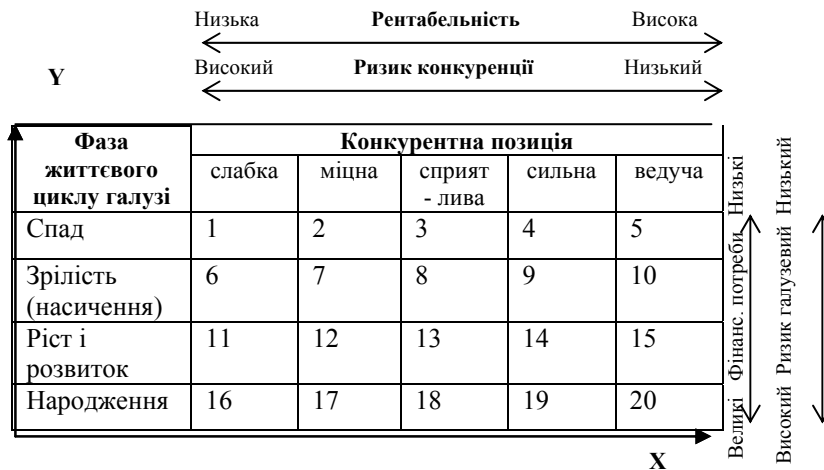 Низька Рентабельність Висока
Y Високий Ризик конкуренції Низький
Фаза життєвого циклу галузі Конкурентна позиція
слабка міцна сприят - лива сильна ведуча
Спад 1 2 3 4 5
Зрілість (насичення) 6 7 8 9 10
Ріст і розвиток 11 12 13 14 15
Народження 16 17 18 19 20
X
Великі Фінанс. потреби Низькі
Високий Ризик галузевий Низький